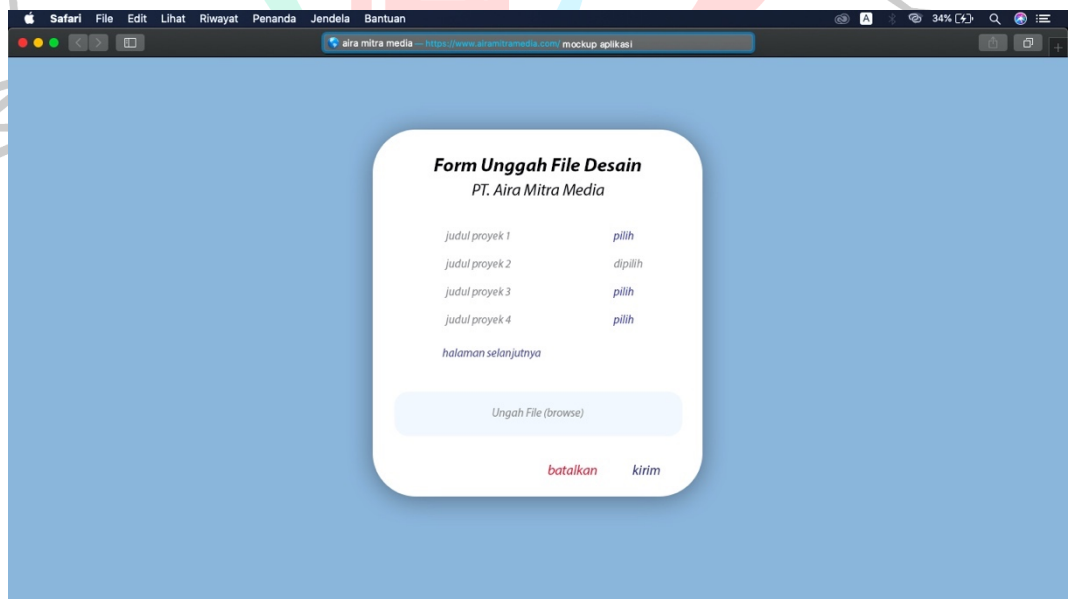 Safari File Edit Lihat Riwayat Penanda Jendela Bantuan A 34%
aira mitra media — https://www.airamitramedia.com/ mockup aplikasi
Form Unggah File Desain
PT. Aira Mitra Media
judul proyek 1 pilih
judul proyek 2 dipilih
judul proyek 3 pilih
judul proyek 4 pilih
halaman selanjutnya
Ungah File (browse)
batalkan kirim